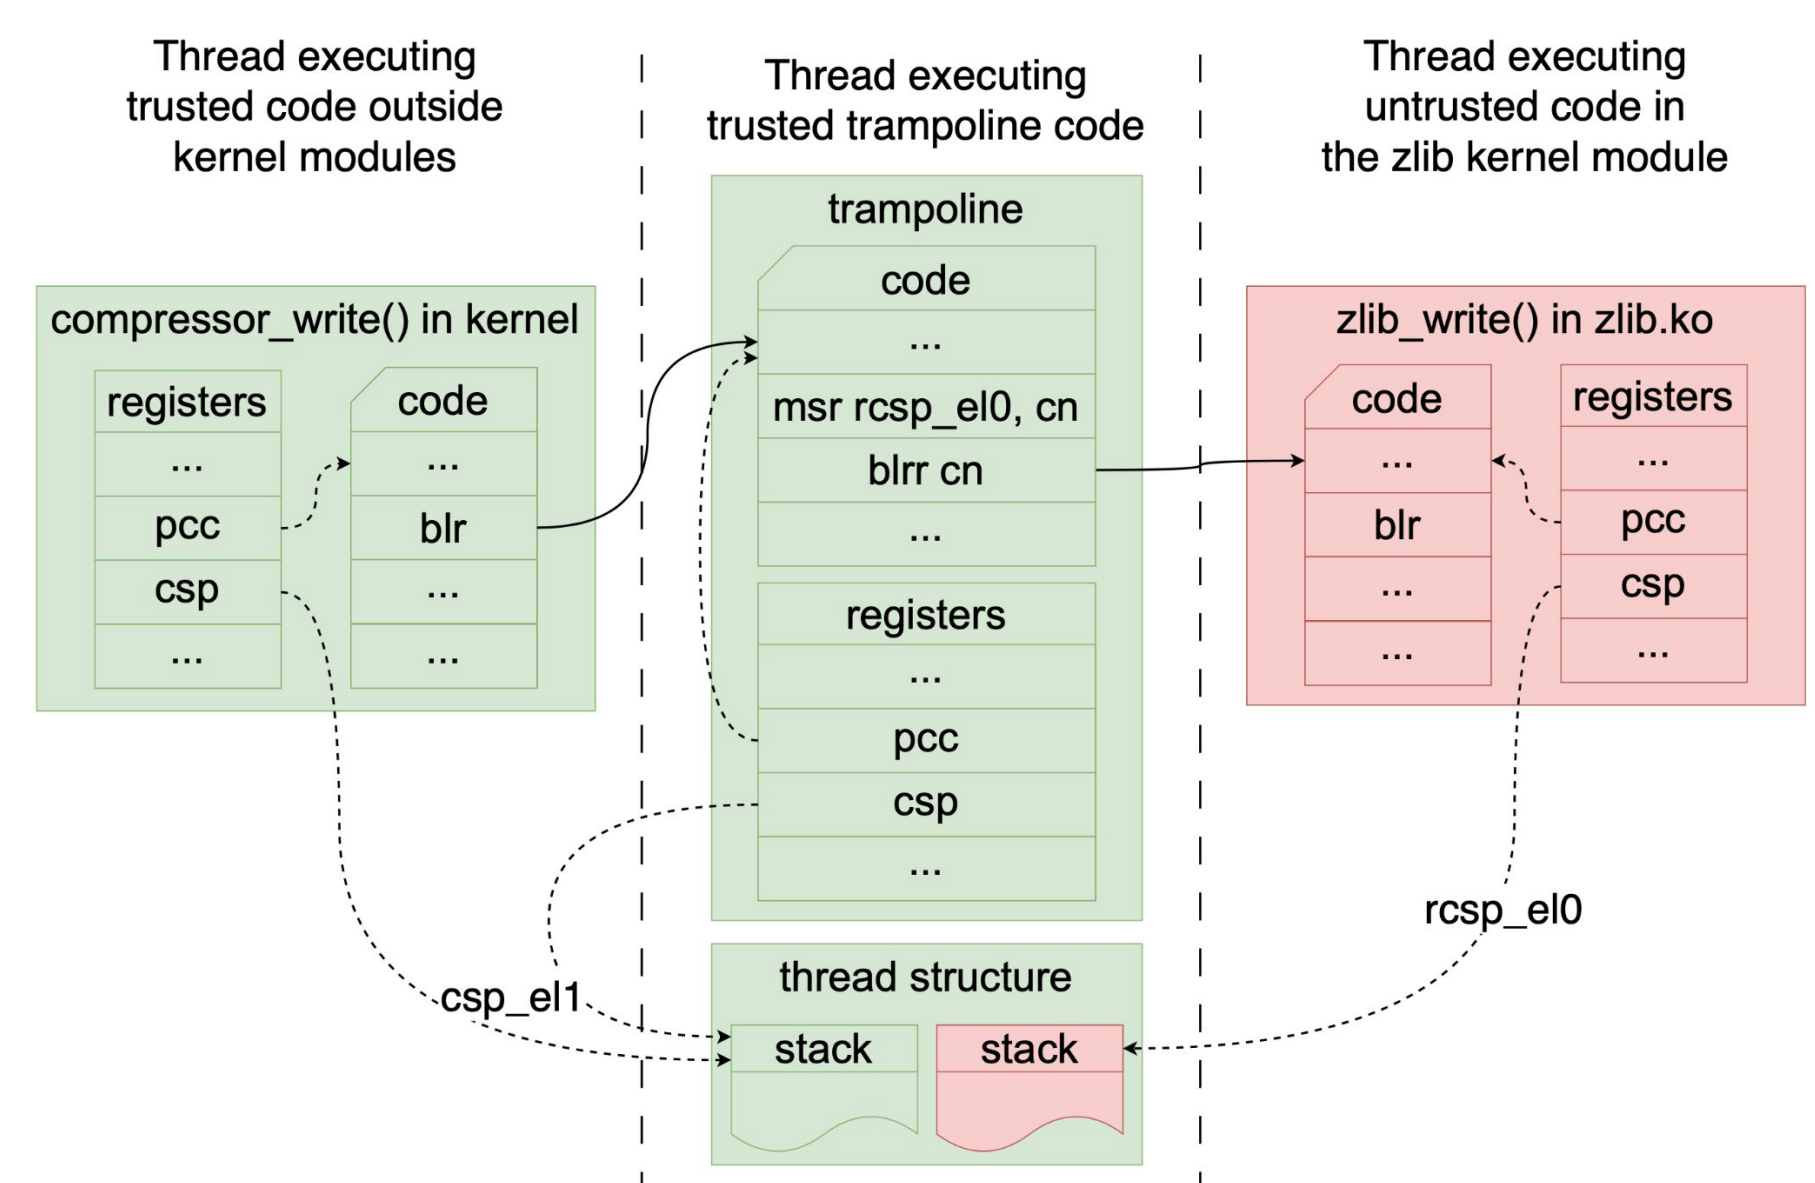 Thread executing
trusted code outside
kernel modules
compressor_write() in kernel
registers
...
pcc
csp
...
code
...
blr
...
...
Thread executing
trusted trampoline code
trampoline
code
...
msr rcsp_el0, cn
blrr cn
...
registers
...
pcc
csp
...
csp_el1
thread structure
stack
stack
Thread executing
untrusted code in
the zlib kernel module
zlib_write() in zlib.ko
code
...
blr
...
...
registers
...
pcc
csp
...
rcsp_el0